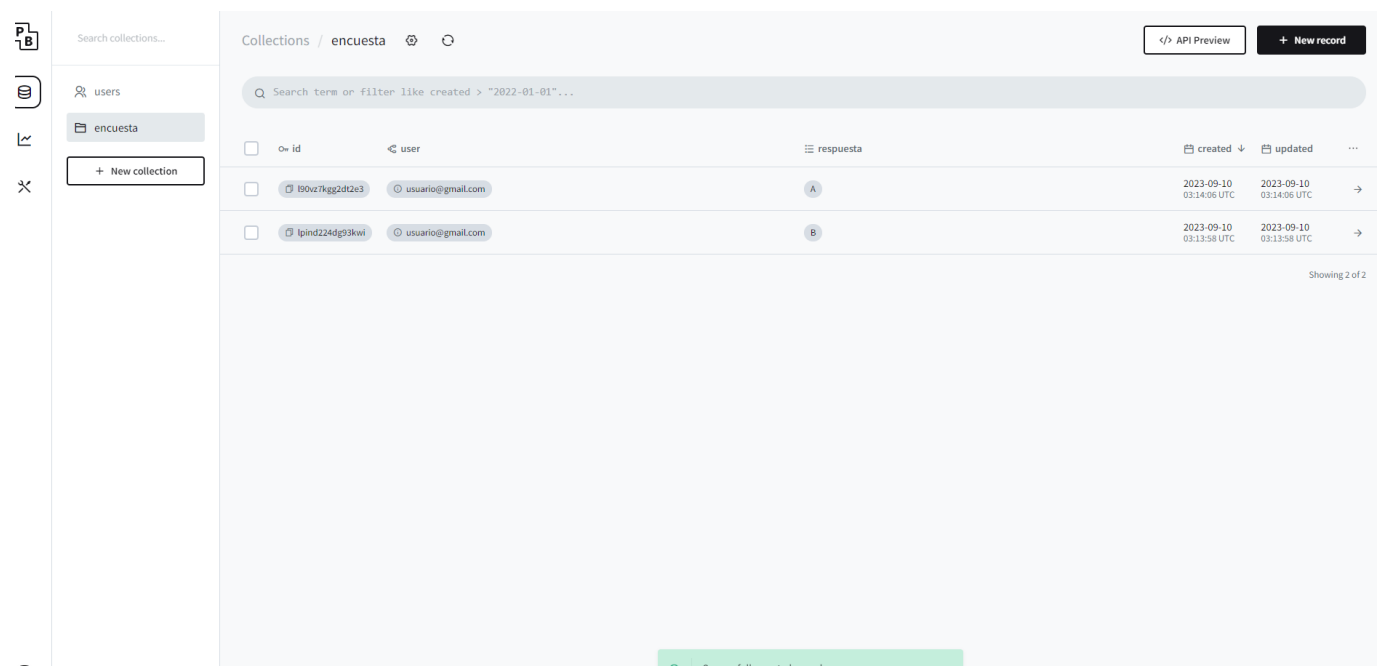 PB
Search collections...
Collections / encuesta
API Preview
+ New record
users
Search term or filter like created > "2022-01-01"...
encuesta
+ New collection
id user respuesta created updated
l90vz7kgg2dt2e3 usuario@gmail.com A 2023-09-10 2023-09-10
03:14:06 UTC 03:14:06 UTC
lpind224dg93kwi usuario@gmail.com B 2023-09-10 2023-09-10
03:13:58 UTC 03:13:58 UTC
Showing 2 of 2